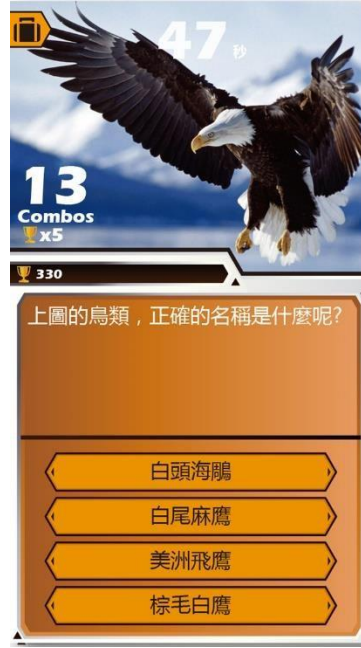 47 秒
13
Combos
x5
330
上圖的鳥類，正確的名稱是什麼呢?
白頭海鵰
白尾麻鷹
美洲飛鷹
棕毛白鷹